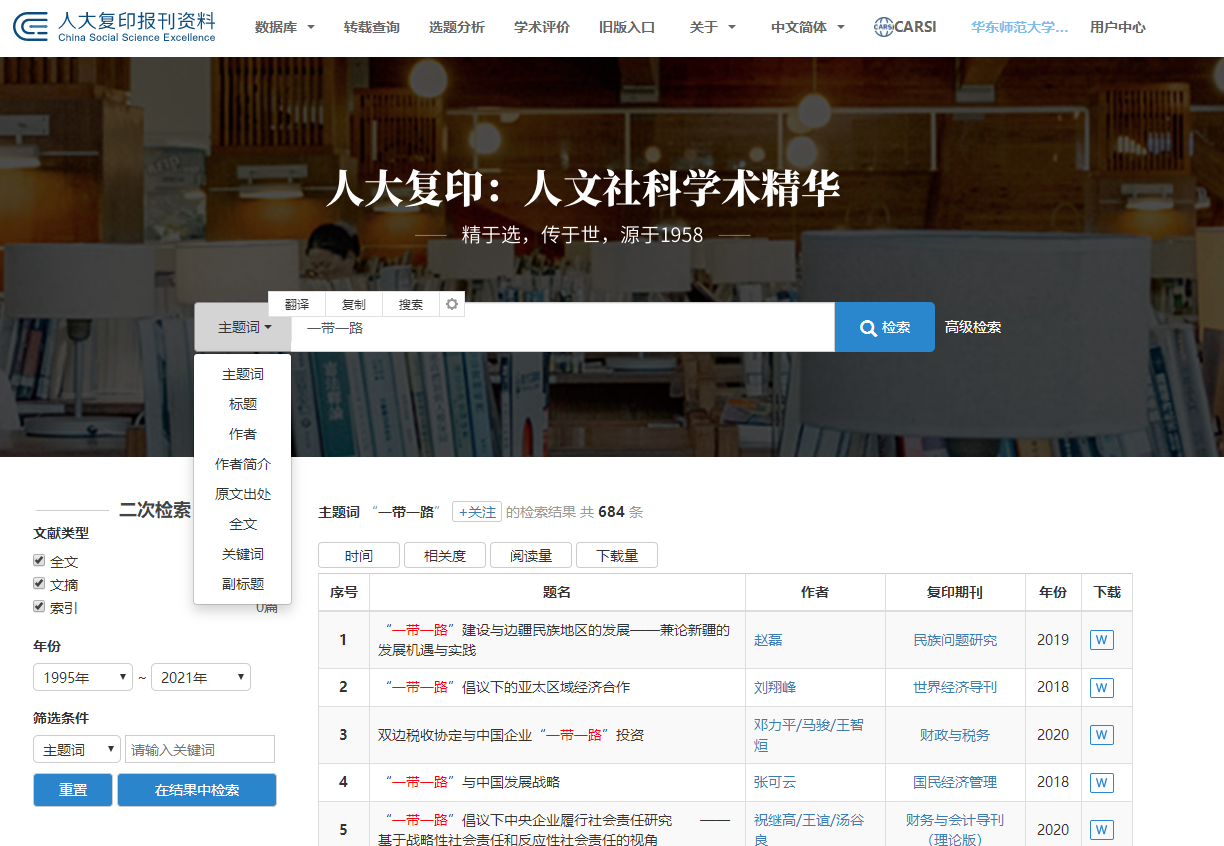 人大复印报刊资料
China Social Science Excellence
数据库 转载查询 选题分析 学术评价 旧版入口 关于 中文简体 CARSI 华东师范大学... 用户中心
人大复印：人文社科学术精华
精于选，传于世，源于1958
翻译 复制 搜索
主题词 一带一路 检索 高级检索
主题词
标题
作者
作者简介
原文出处
全文
关键词
副标题
二次检索
文献类型
全文
文摘
索引 0篇
年份
1995年 ~ 2021年
筛选条件
主题词 请输入关键词
重置 在结果中检索
主题词 “一带一路” +关注 的检索结果 共 684 条
时间 相关度 阅读量 下载量
序号 题名 作者 复印期刊 年份 下载
1 “一带一路”建设与边疆民族地区的发展——兼论新疆的 赵磊 民族问题研究 2019 W
发展机遇与实践
2 “一带一路”倡议下的亚太区域经济合作 刘翔峰 世界经济导刊 2018 W
3 双边税收协定与中国企业“一带一路”投资 邓力平/马骏/王智 财政与税务 2020 W
烜
4 “一带一路”与中国发展战略 张可云 国民经济管理 2018 W
5 “一带一路”倡议下中央企业履行社会责任研究 —— 祝继高/王谊/汤谷 财务与会计导刊 2020 W
基于战略性社会责任和反应性社会责任的视角 良 （理论版）